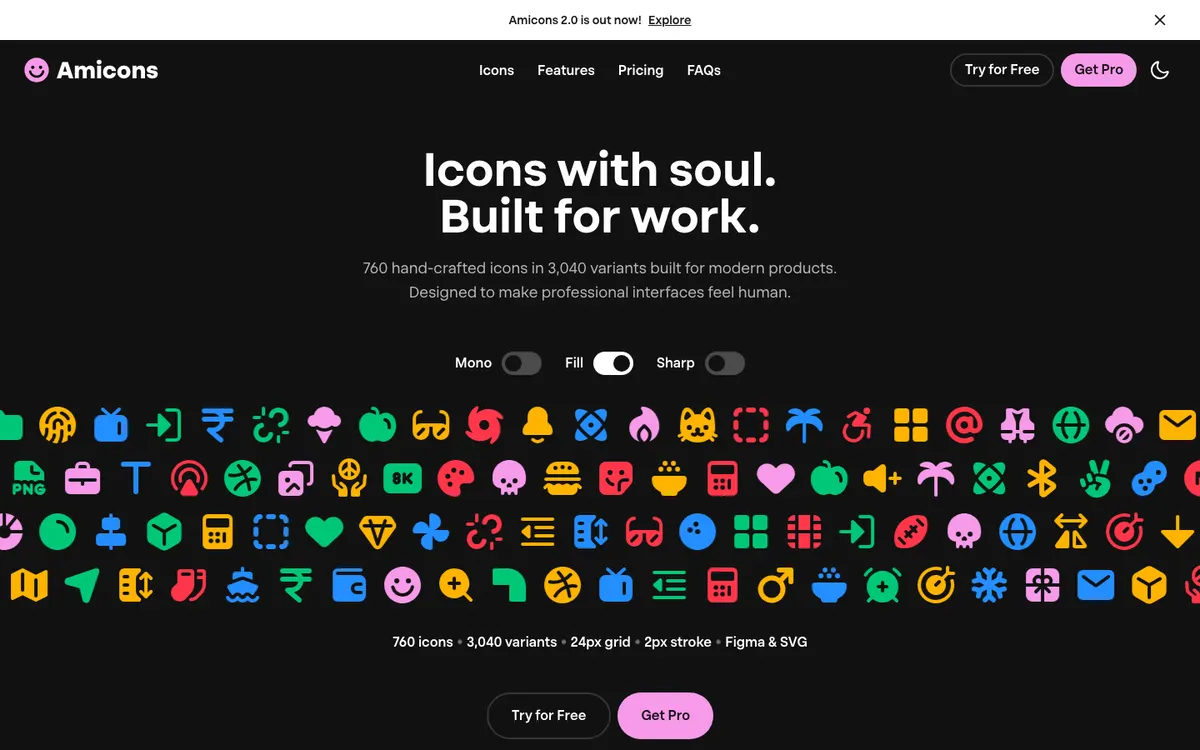 Amicons 2.0 is out now! Explore
Amicons
Icons Features Pricing FAQs
Try for Free Get Pro
Icons with soul.
Built for work.
760 hand-crafted icons in 3,040 variants built for modern products.
Designed to make professional interfaces feel human.
Mono Fill Sharp
PNG
8K
760 icons • 3,040 variants • 24px grid • 2px stroke • Figma & SVG
Try for Free Get Pro